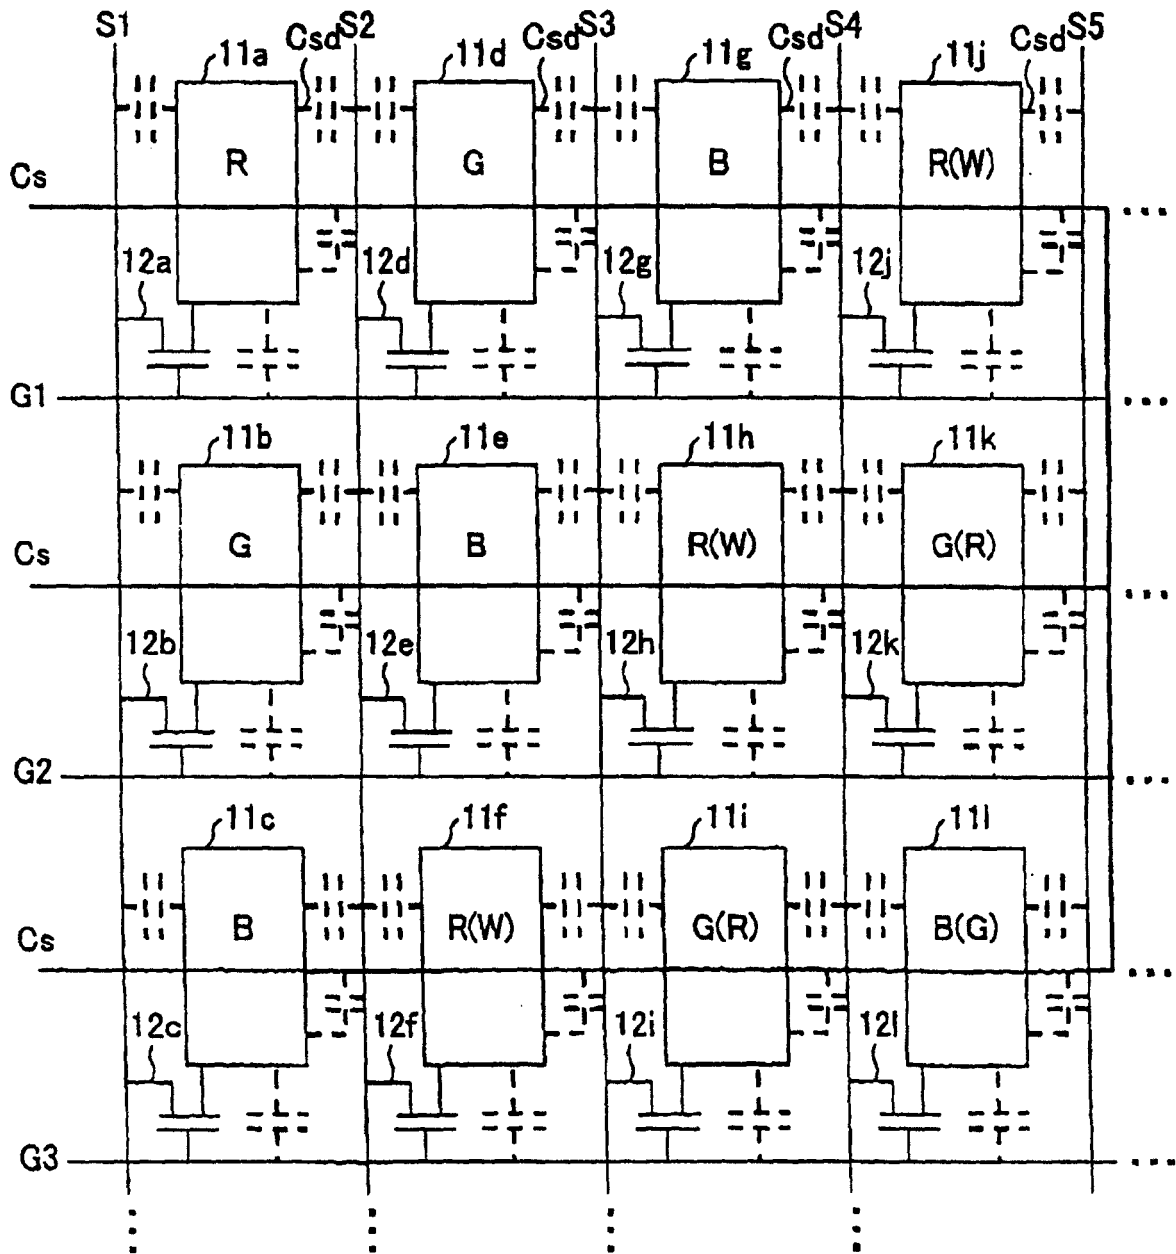 S1 S2 S3 S4 S5
11a Csd 11d Csd 11g Csd 11j Csd
R G B R(W)
Cs
12a 12d 12g 12j
G1
11b 11e 11h 11k
G B R(W) G(R)
Cs
12b 12e 12h 12k
G2
11c 11f 11i 11l
B R(W) G(R) B(G)
Cs
12c 12f 12i 12l
G3